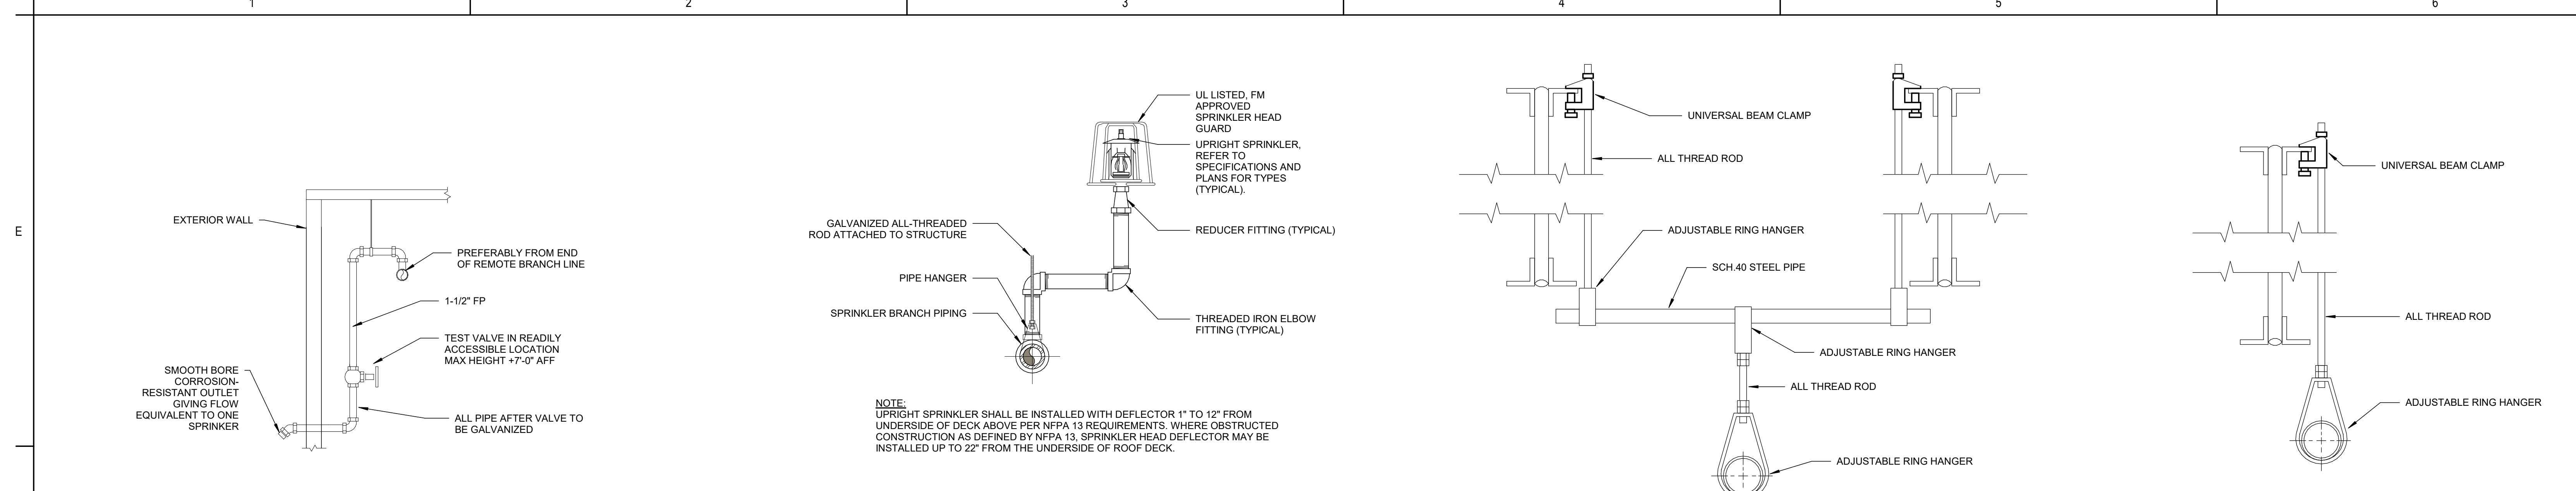 1
2
3
4
5
6
E
EXTERIOR WALL
PREFERABLY FROM END
OF REMOTE BRANCH LINE
1-1/2" FP
TEST VALVE IN READILY
ACCESSIBLE LOCATION
MAX HEIGHT +7'-0" AFF
SMOOTH BORE
CORROSION-
RESISTANT OUTLET
GIVING FLOW
EQUIVALENT TO ONE
SPRINKER
ALL PIPE AFTER VALVE TO
BE GALVANIZED
UL LISTED, FM
APPROVED
SPRINKLER HEAD
GUARD
UPRIGHT SPRINKLER,
REFER TO
SPECIFICATIONS AND
PLANS FOR TYPES
(TYPICAL).
GALVANIZED ALL-THREADED
ROD ATTACHED TO STRUCTURE
REDUCER FITTING (TYPICAL)
PIPE HANGER
SPRINKLER BRANCH PIPING
THREADED IRON ELBOW
FITTING (TYPICAL)
NOTE:
UPRIGHT SPRINKLER SHALL BE INSTALLED WITH DEFLECTOR 1" TO 12" FROM
UNDERSIDE OF DECK ABOVE PER NFPA 13 REQUIREMENTS. WHERE OBSTRUCTED
CONSTRUCTION AS DEFINED BY NFPA 13, SPRINKLER HEAD DEFLECTOR MAY BE
INSTALLED UP TO 22" FROM THE UNDERSIDE OF ROOF DECK.
UNIVERSAL BEAM CLAMP
ALL THREAD ROD
ADJUSTABLE RING HANGER
SCH.40 STEEL PIPE
ADJUSTABLE RING HANGER
ALL THREAD ROD
ADJUSTABLE RING HANGER
UNIVERSAL BEAM CLAMP
ALL THREAD ROD
ADJUSTABLE RING HANGER